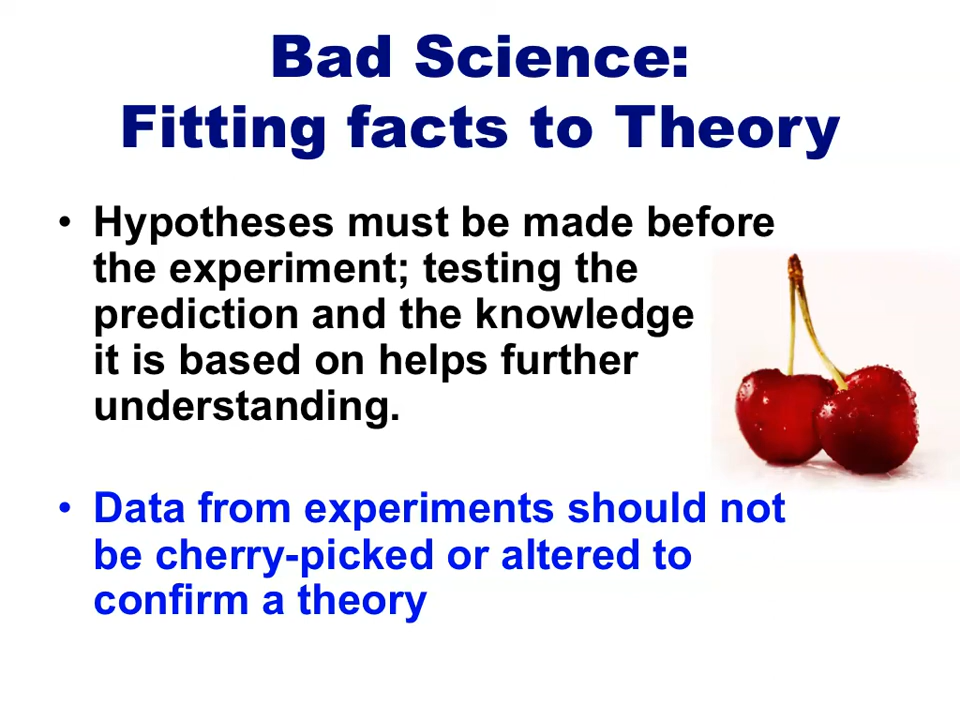 Bad Science:
Fitting facts to Theory
• Hypotheses must be made before
the experiment; testing the
prediction and the knowledge
it is based on helps further
understanding.
• Data from experiments should not
be cherry-picked or altered to
confirm a theory